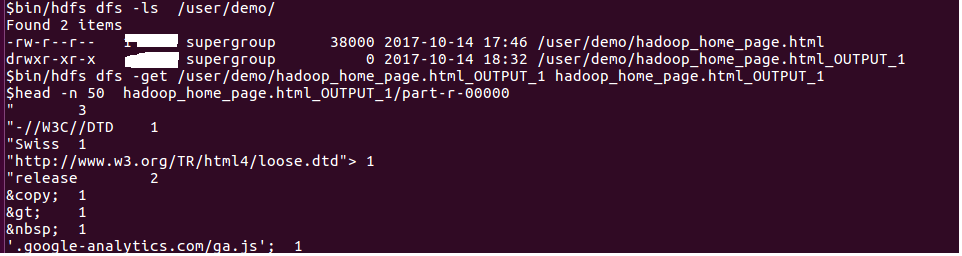 $bin/hdfs dfs -ls  /user/demo/
Found 2 items
-rw-r--r--   1 supergroup      38000 2017-10-14 17:46 /user/demo/hadoop_home_page.html
drwxr-xr-x     supergroup          0 2017-10-14 18:32 /user/demo/hadoop_home_page.html_OUTPUT_1
$bin/hdfs dfs -get /user/demo/hadoop_home_page.html_OUTPUT_1 hadoop_home_page.html_OUTPUT_1
$head -n 50  hadoop_home_page.html_OUTPUT_1/part-r-00000
"       3
"-//W3C//DTD    1
"Swiss  1
"http://www.w3.org/TR/html4/loose.dtd"> 1
"release        2
&copy;  1
&gt;    1
&nbsp;  1
'.google-analytics.com/ga.js';  1